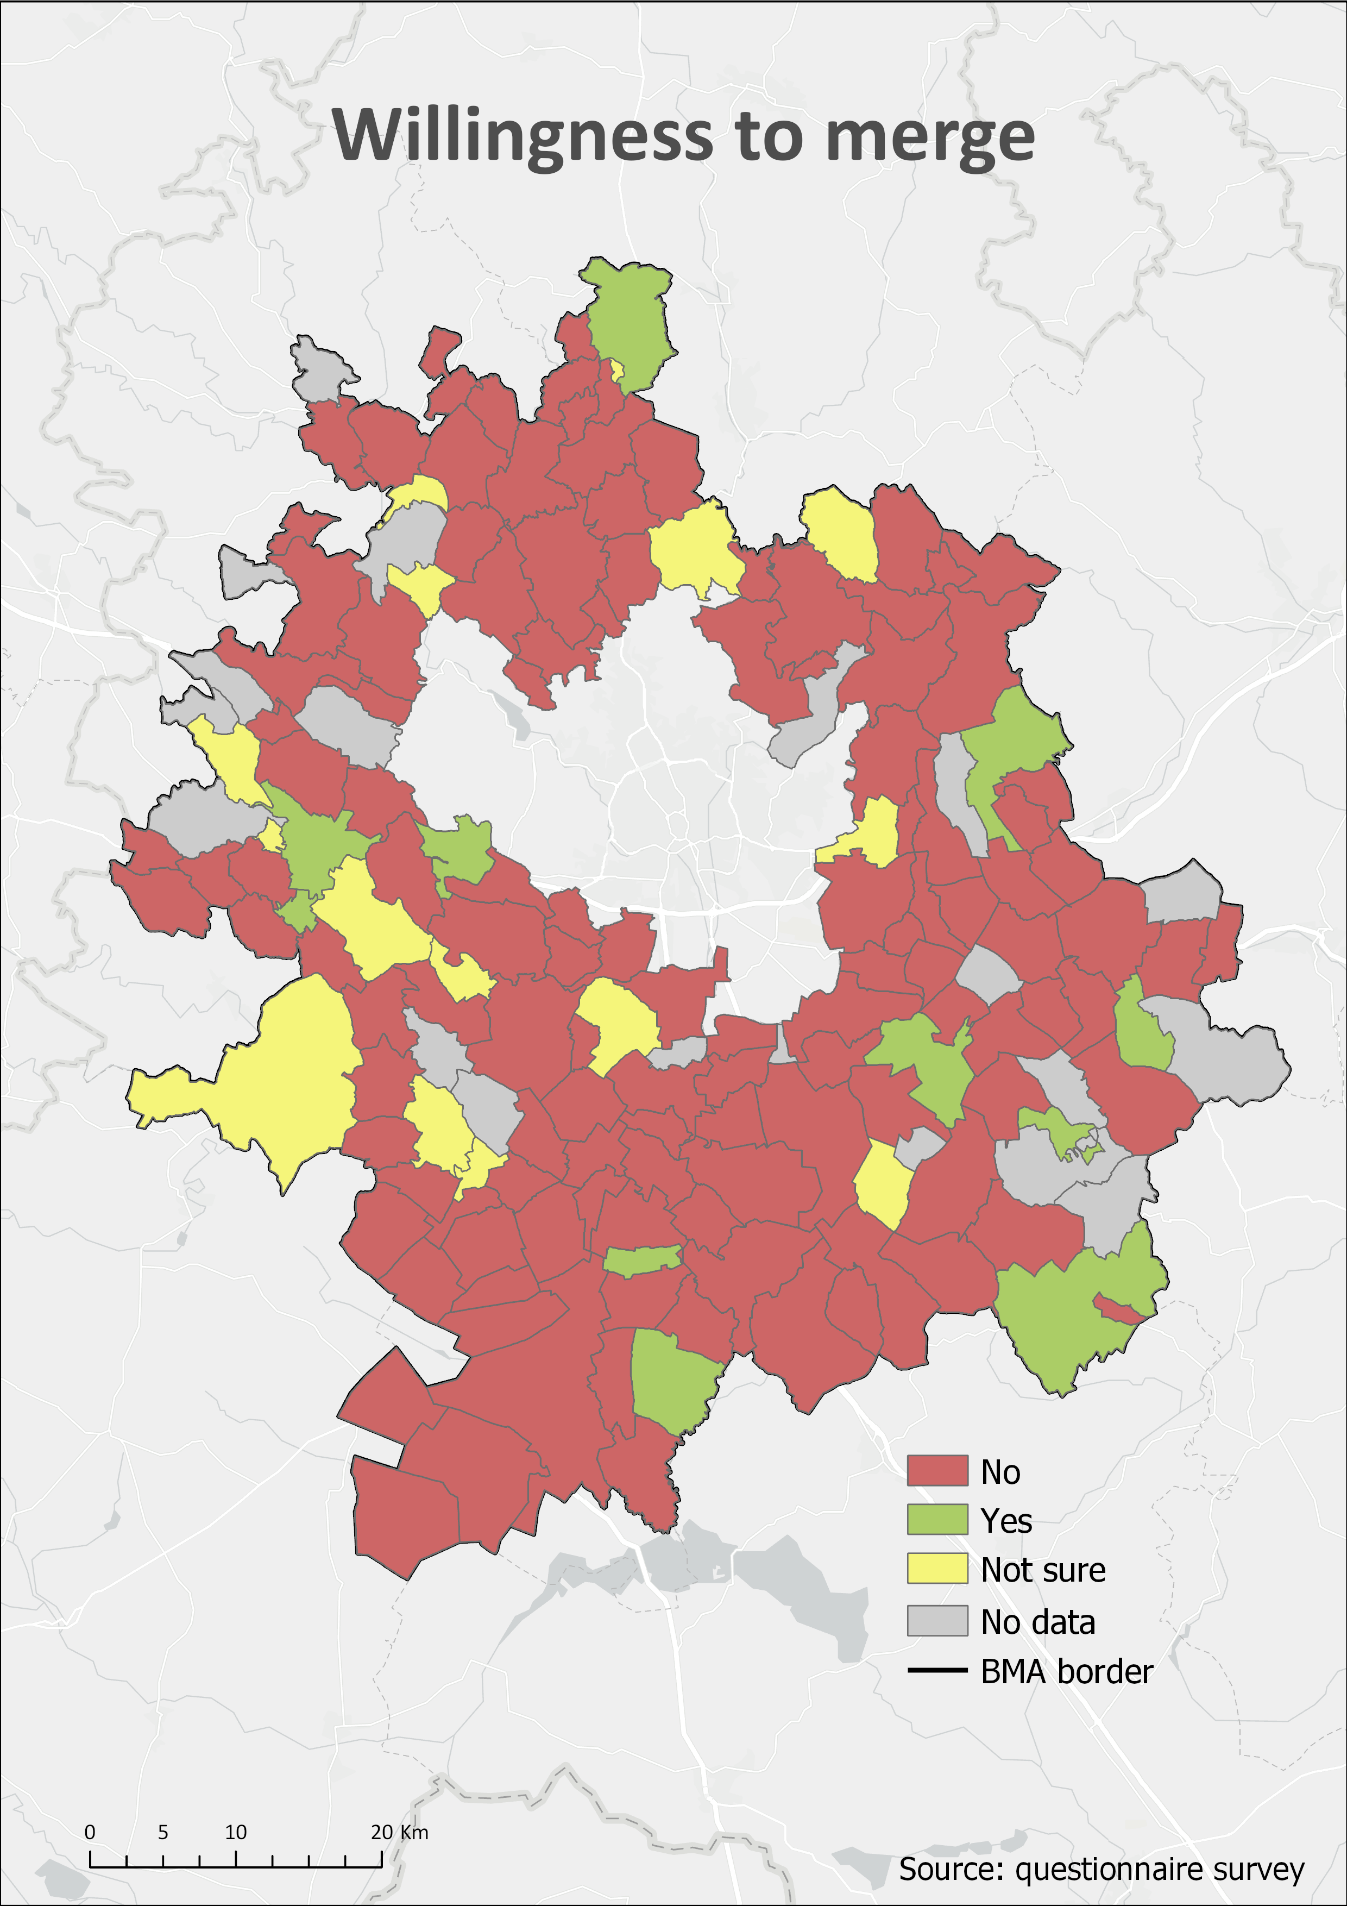 Willingness to merge
No
Yes
Not sure
No data
BMA border
0 5 10 20 Km
Source: questionnaire survey